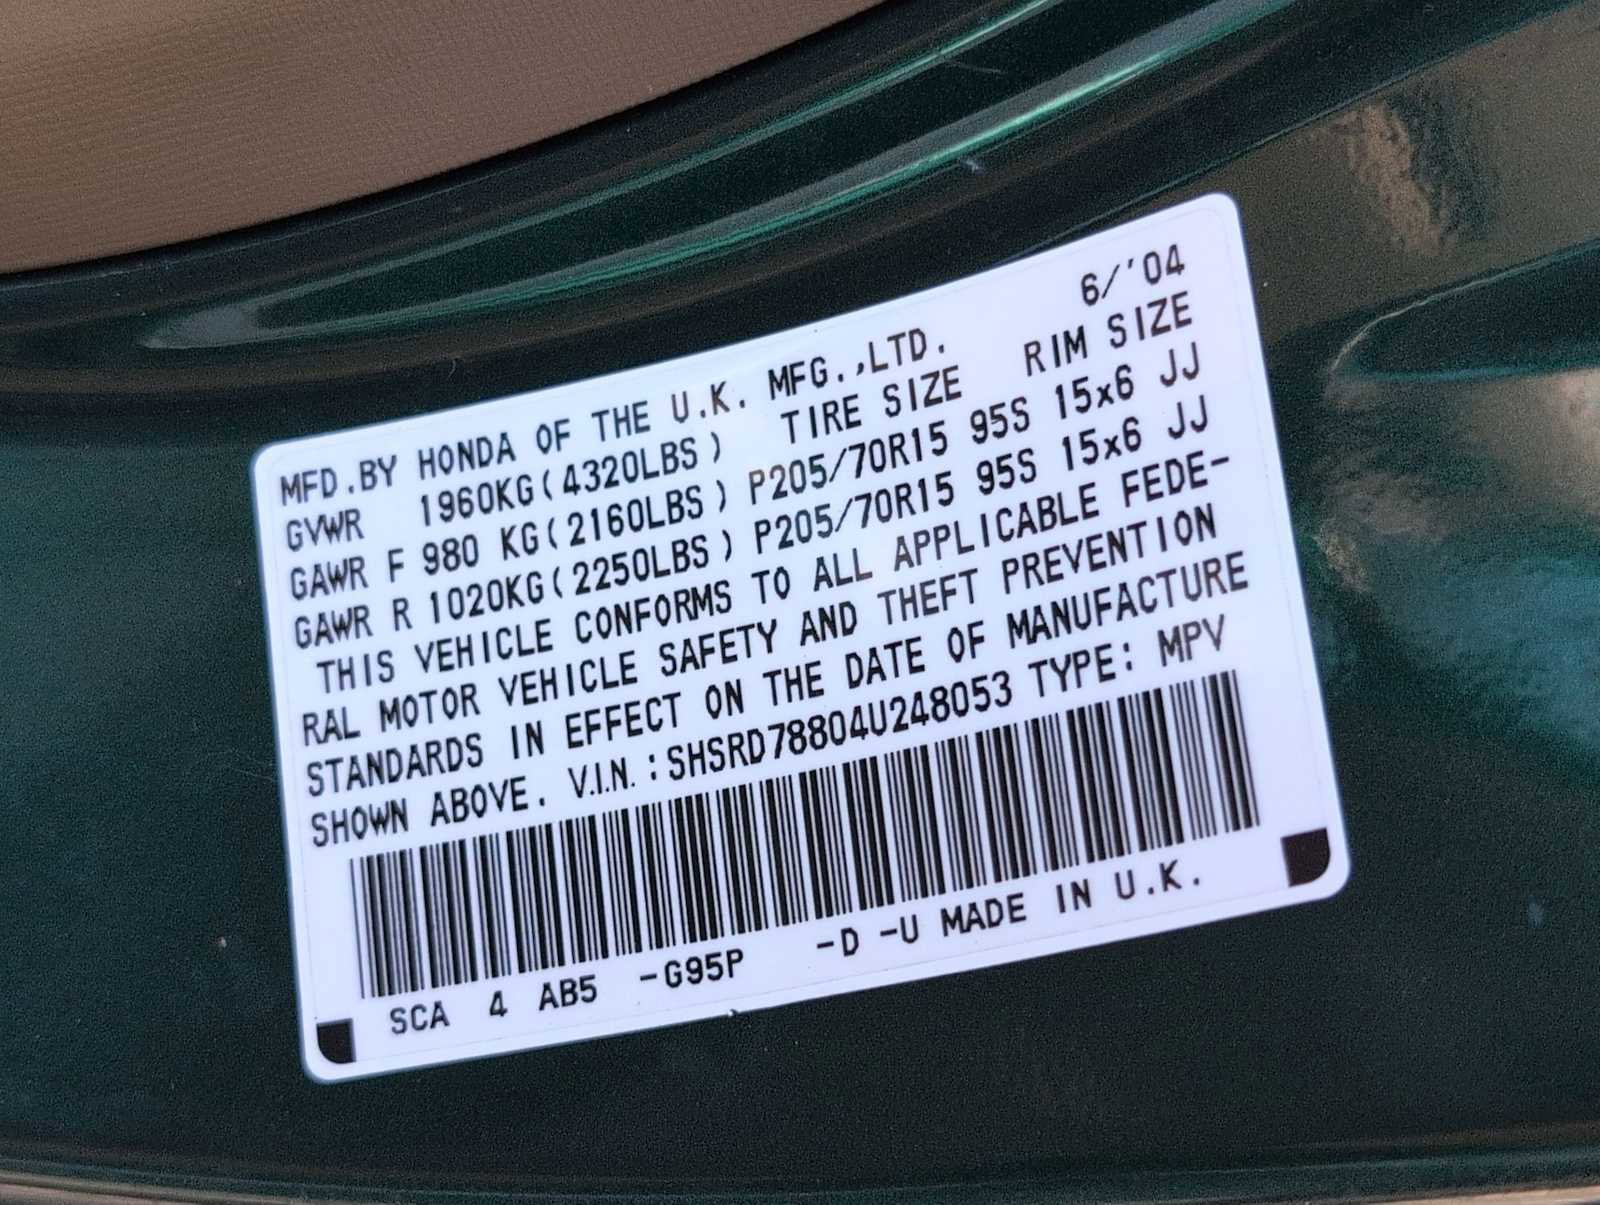 6/'04
MFD.BY HONDA OF THE U.K. MFG.,LTD.
GVWR 1960KG(4320LBS) TIRE SIZE RIM SIZE
GAWR F 980 KG(2160LBS) P205/70R15 95S 15x6 JJ
GAWR R 1020KG(2250LBS) P205/70R15 95S 15x6 JJ
THIS VEHICLE CONFORMS TO ALL APPLICABLE FEDE-
RAL MOTOR VEHICLE SAFETY AND THEFT PREVENTION
STANDARDS IN EFFECT ON THE DATE OF MANUFACTURE
SHOWN ABOVE. V.I.N.:SHSRD78804U248053 TYPE: MPV
SCA 4 AB5 -G95P -D -U MADE IN U.K.